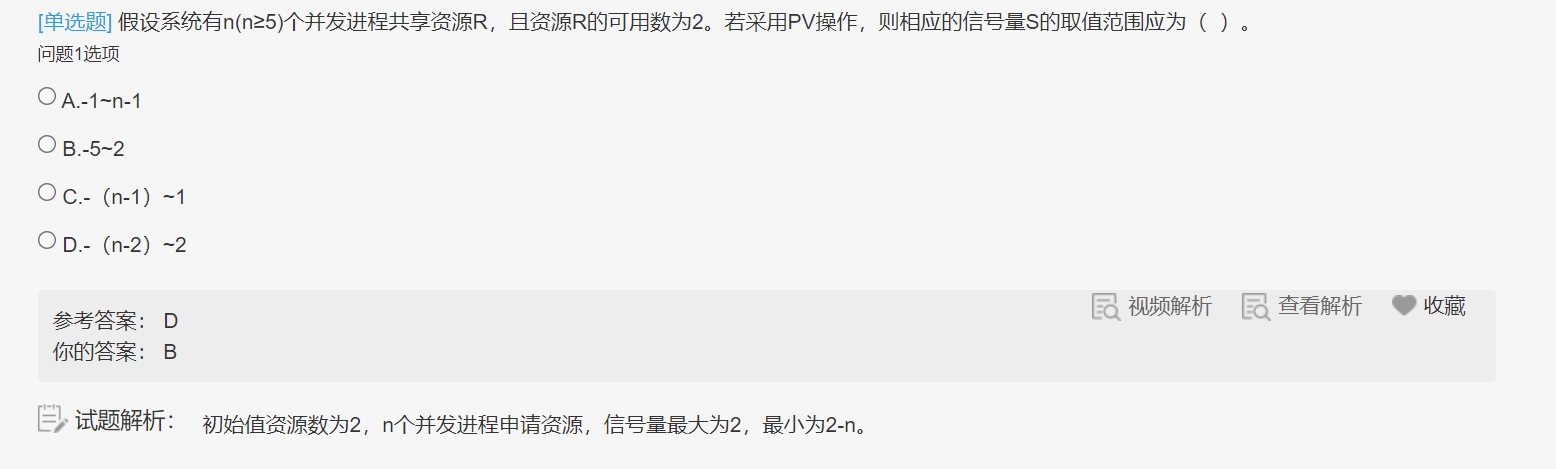 [单选题] 假设系统有n(n≥5)个并发进程共享资源R，且资源R的可用数为2。若采用PV操作，则相应的信号量S的取值范围应为（ ）。
问题1选项
A.-1~n-1
B.-5~2
C.-（n-1）~1
D.-（n-2）~2
视频解析 查看解析 收藏
参考答案： D
你的答案： B
试题解析： 初始值资源数为2，n个并发进程申请资源，信号量最大为2，最小为2-n。